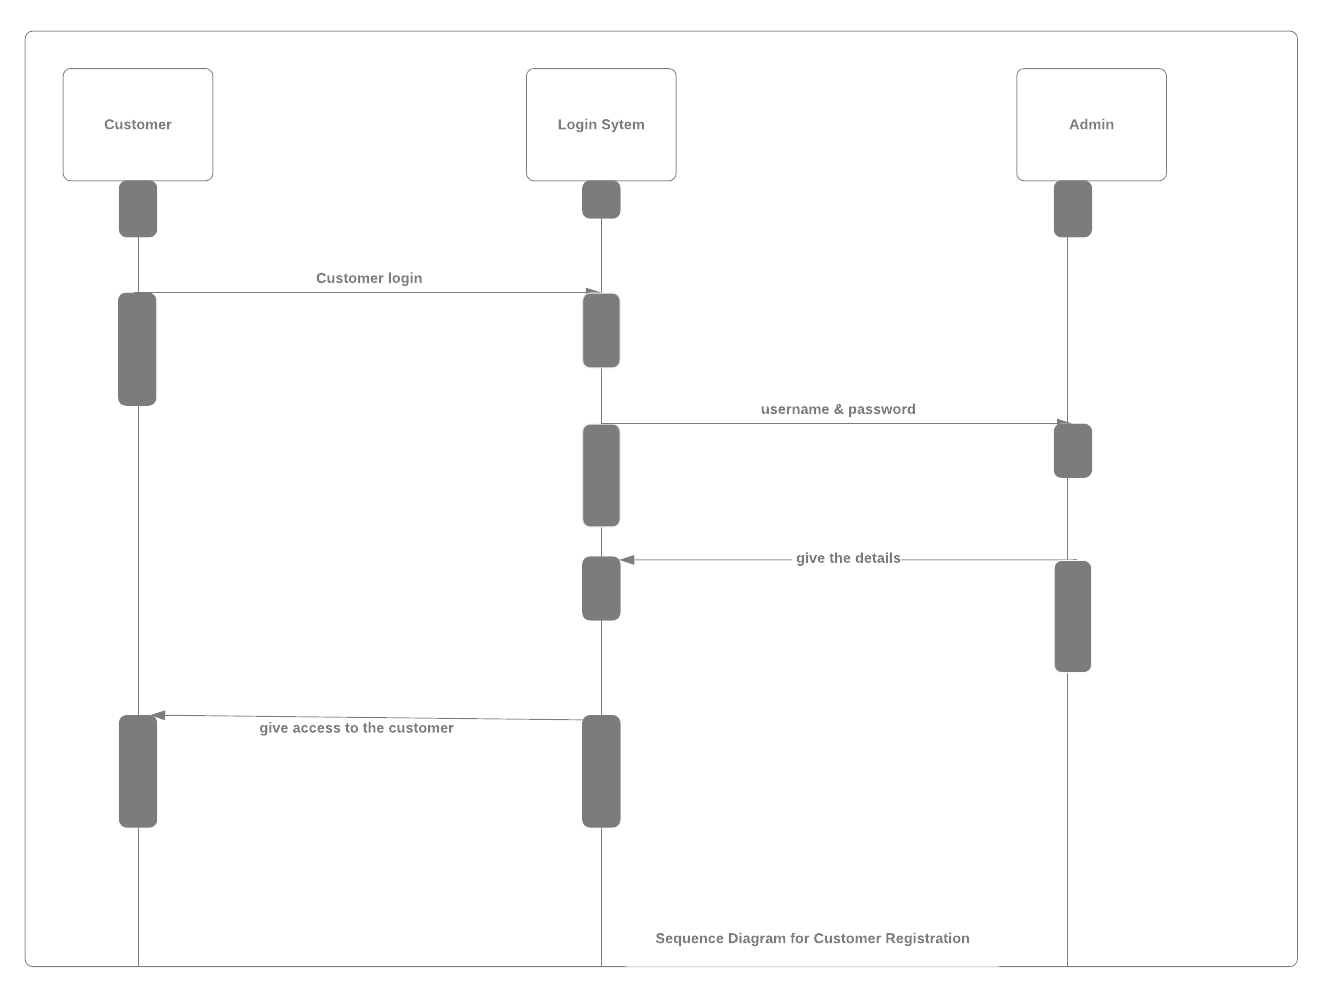 Customer
Login Sytem
Admin
Customer login
username & password
give the details
give access to the customer
Sequence Diagram for Customer Registration